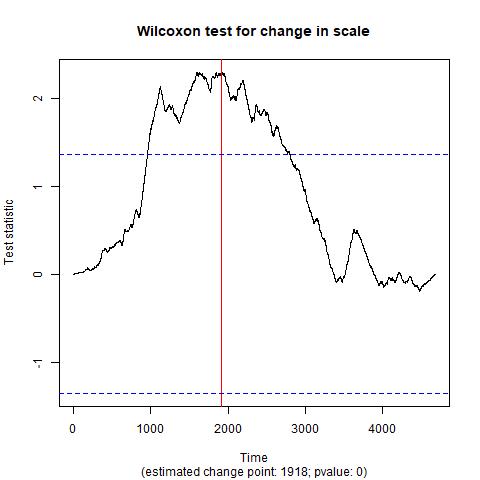 Wilcoxon test for change in scale
Test statistic
2
1
0
-1
0 1000 2000 3000 4000
Time
(estimated change point: 1918; pvalue: 0)